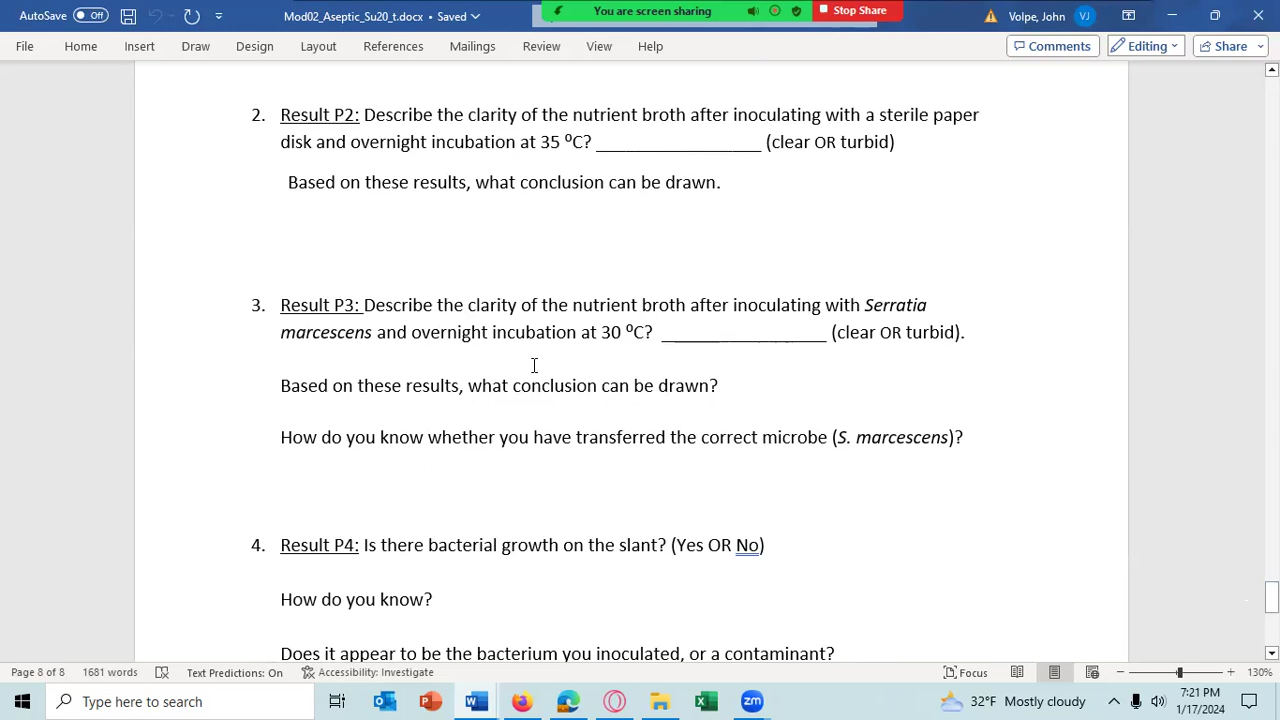 AutoSave Off Mod02_Aseptic_Su20_t.docx • Saved You are screen sharing Stop Share Volpe, John VJ
File Home Insert Draw Design Layout References Mailings Review View Help Comments Editing Share
2. Result P2: Describe the clarity of the nutrient broth after inoculating with a sterile paper
disk and overnight incubation at 35 ⁰C? __________________ (clear OR turbid)
Based on these results, what conclusion can be drawn.
3. Result P3: Describe the clarity of the nutrient broth after inoculating with Serratia
marcescens and overnight incubation at 30 ⁰C? __________________ (clear OR turbid).
Based on these results, what conclusion can be drawn?
How do you know whether you have transferred the correct microbe (S. marcescens)?
4. Result P4: Is there bacterial growth on the slant? (Yes OR No)
How do you know?
Does it appear to be the bacterium you inoculated, or a contaminant?
Page 8 of 8 1681 words Text Predictions: On Accessibility: Investigate Focus 130%
Type here to search 32°F Mostly cloudy 7:21 PM
1/17/2024